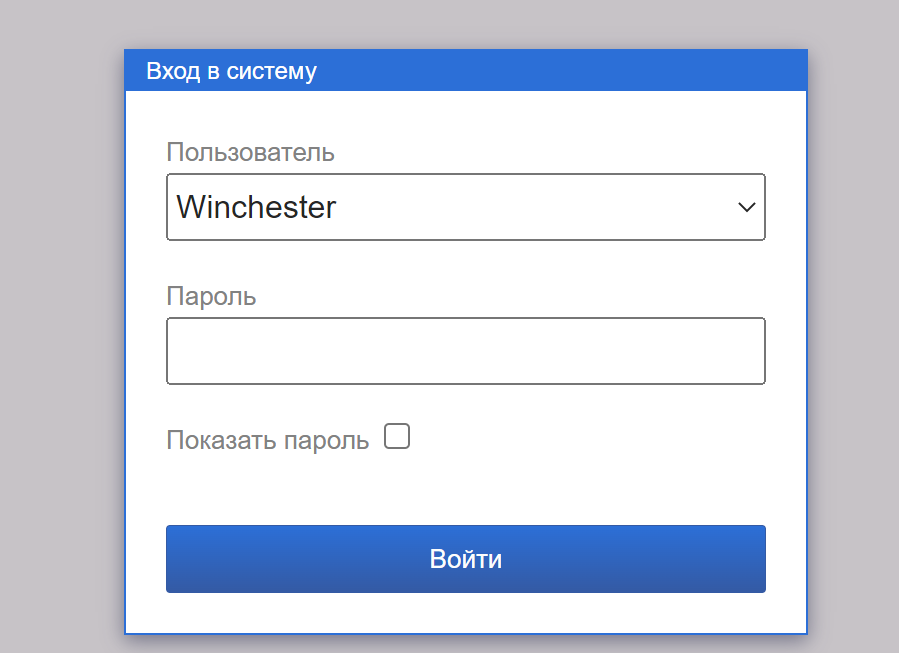 Вход в систему
Пользователь
Winchester
Пароль
Показать пароль
Войти